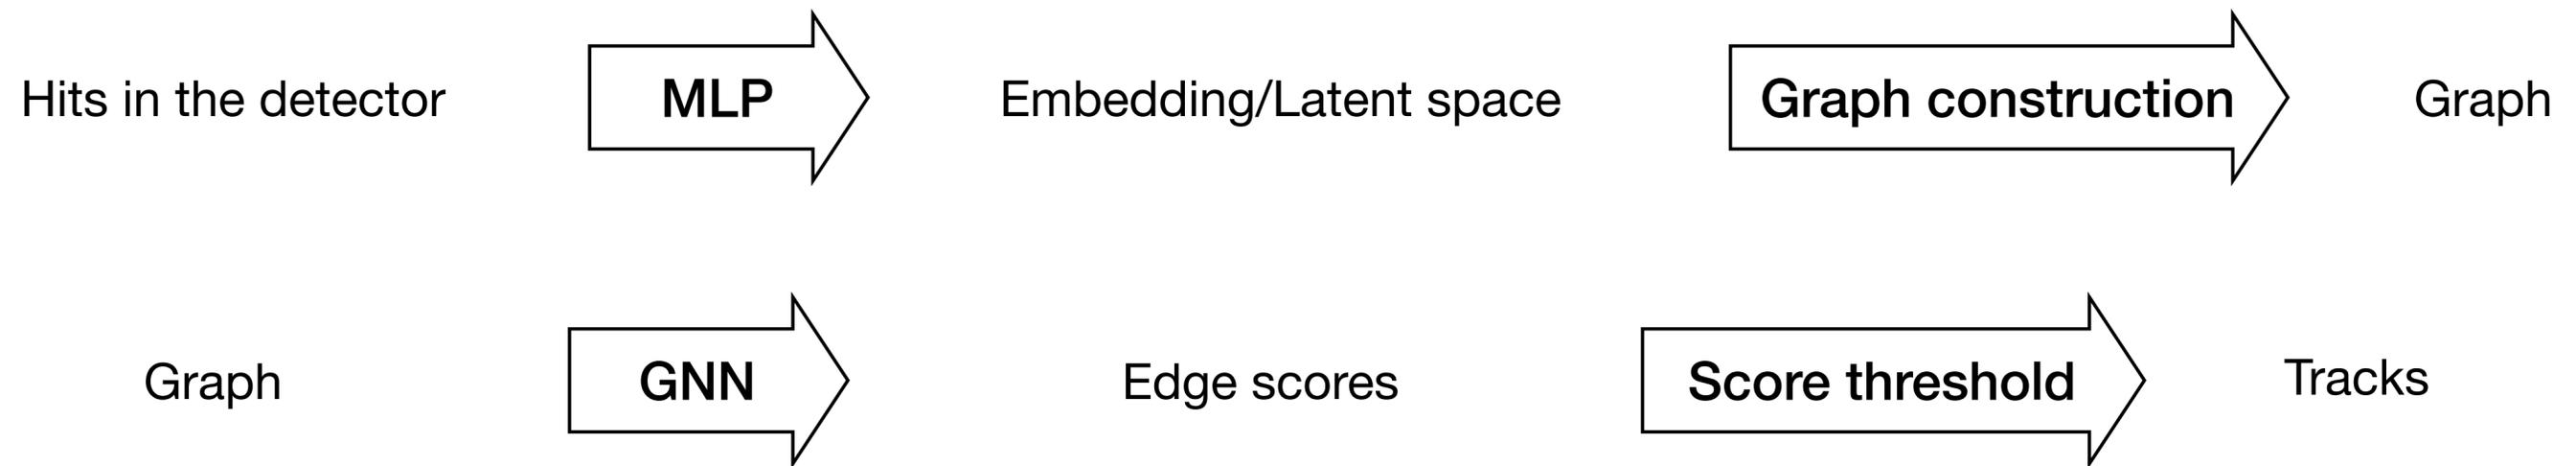 Hits in the detector MLP Embedding/Latent space Graph construction Graph
Graph GNN Edge scores Score threshold Tracks